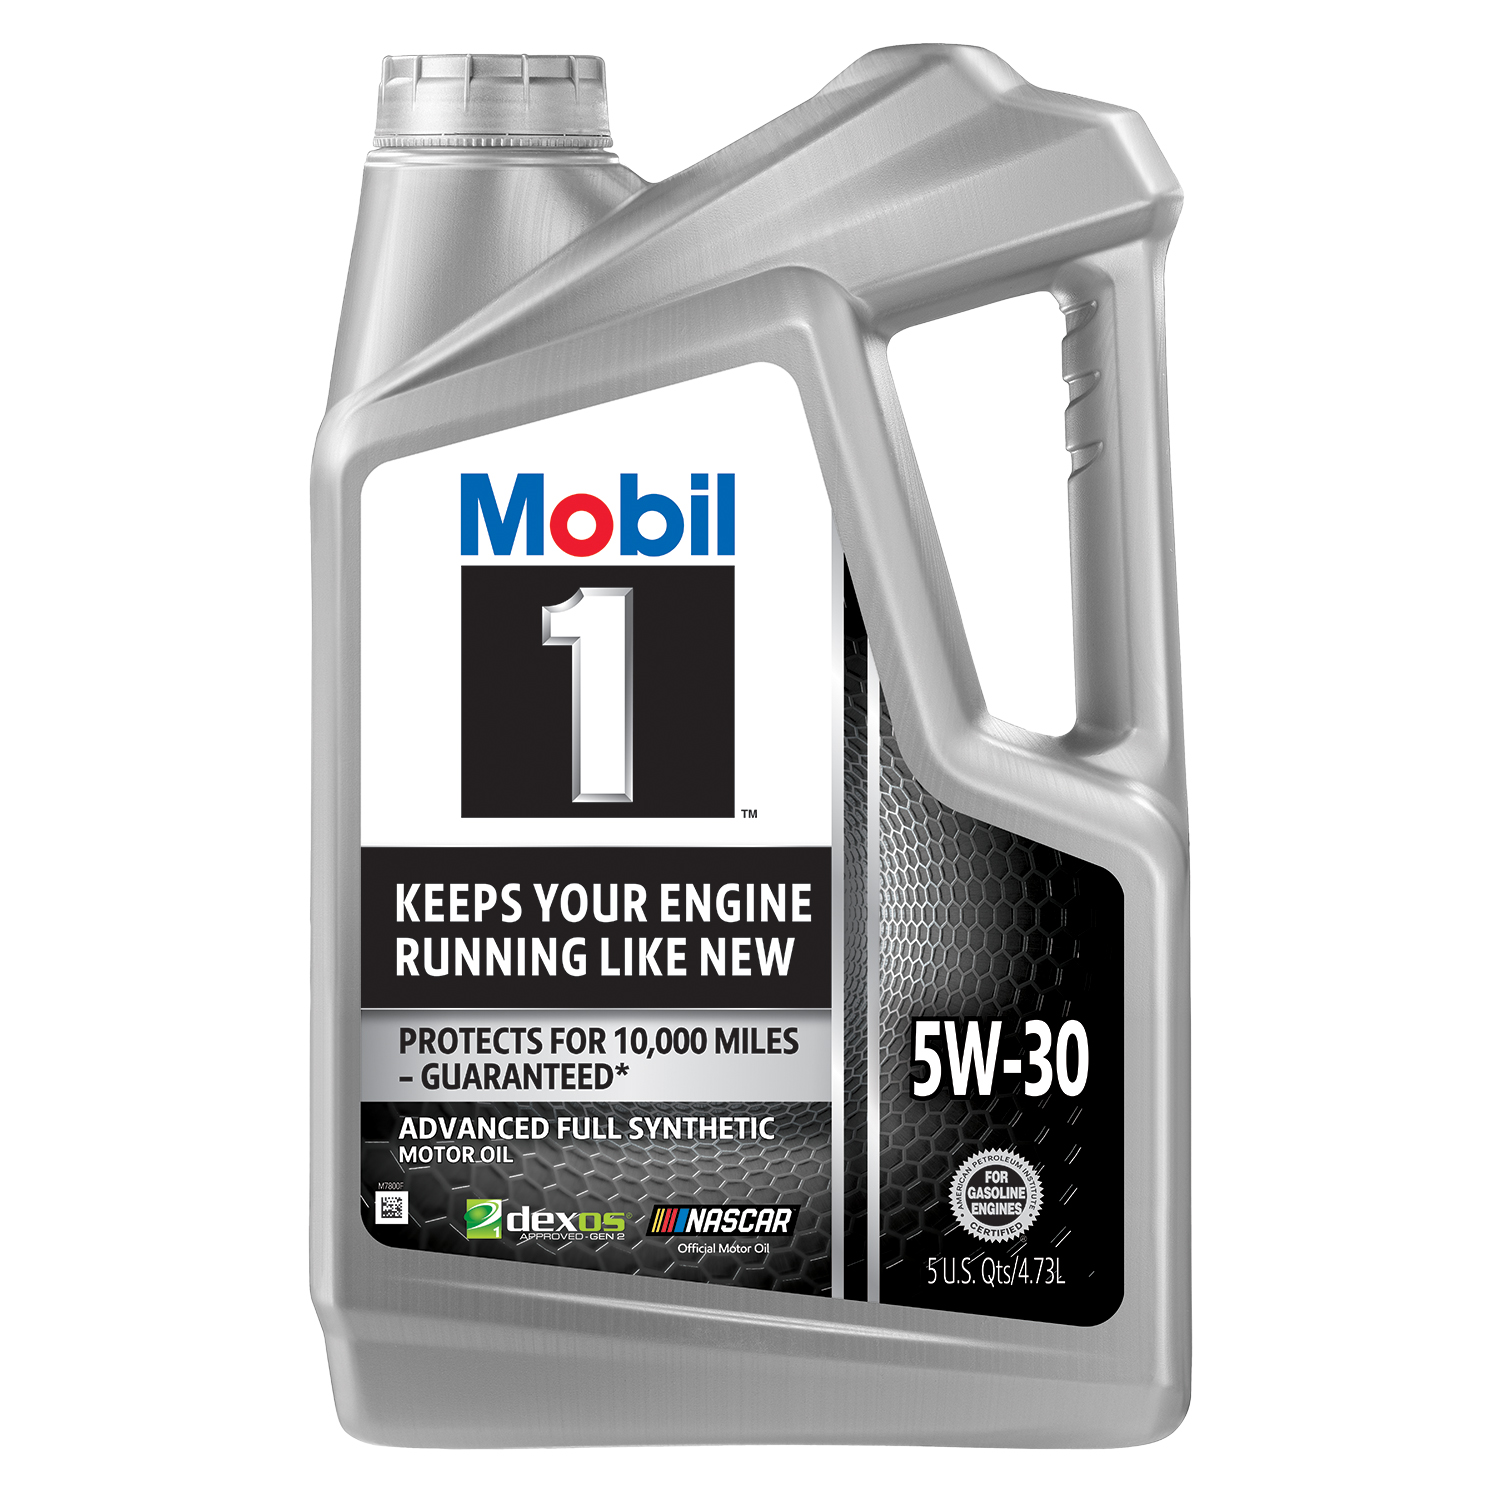 Mobil
1
TM
KEEPS YOUR ENGINE
RUNNING LIKE NEW
PROTECTS FOR 10,000 MILES
– GUARANTEED*
ADVANCED FULL SYNTHETIC
MOTOR OIL
M7800F
1
dexos®
APPROVED-GEN 2
NASCAR
Official Motor Oil
5W-30
AMERICAN PETROLEUM INSTITUTE
FOR
GASOLINE
ENGINES
CERTIFIED
5 U.S. Qts/4.73L